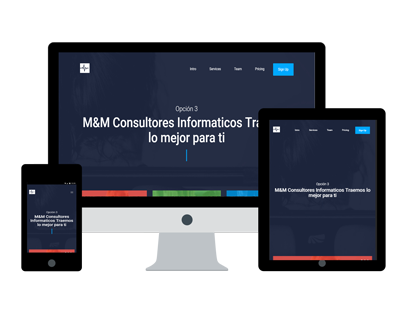 Intro Services Team Pricing Sign Up
Opción 3
M&M Consultores Informaticos Traemos
lo mejor para ti
Intro Services Team Pricing Sign Up
Opción 3
M&M Consultores Informaticos Traemos lo
mejor para ti
Opción 3
M&M Consultores
Informaticos Traemos
lo mejor para ti